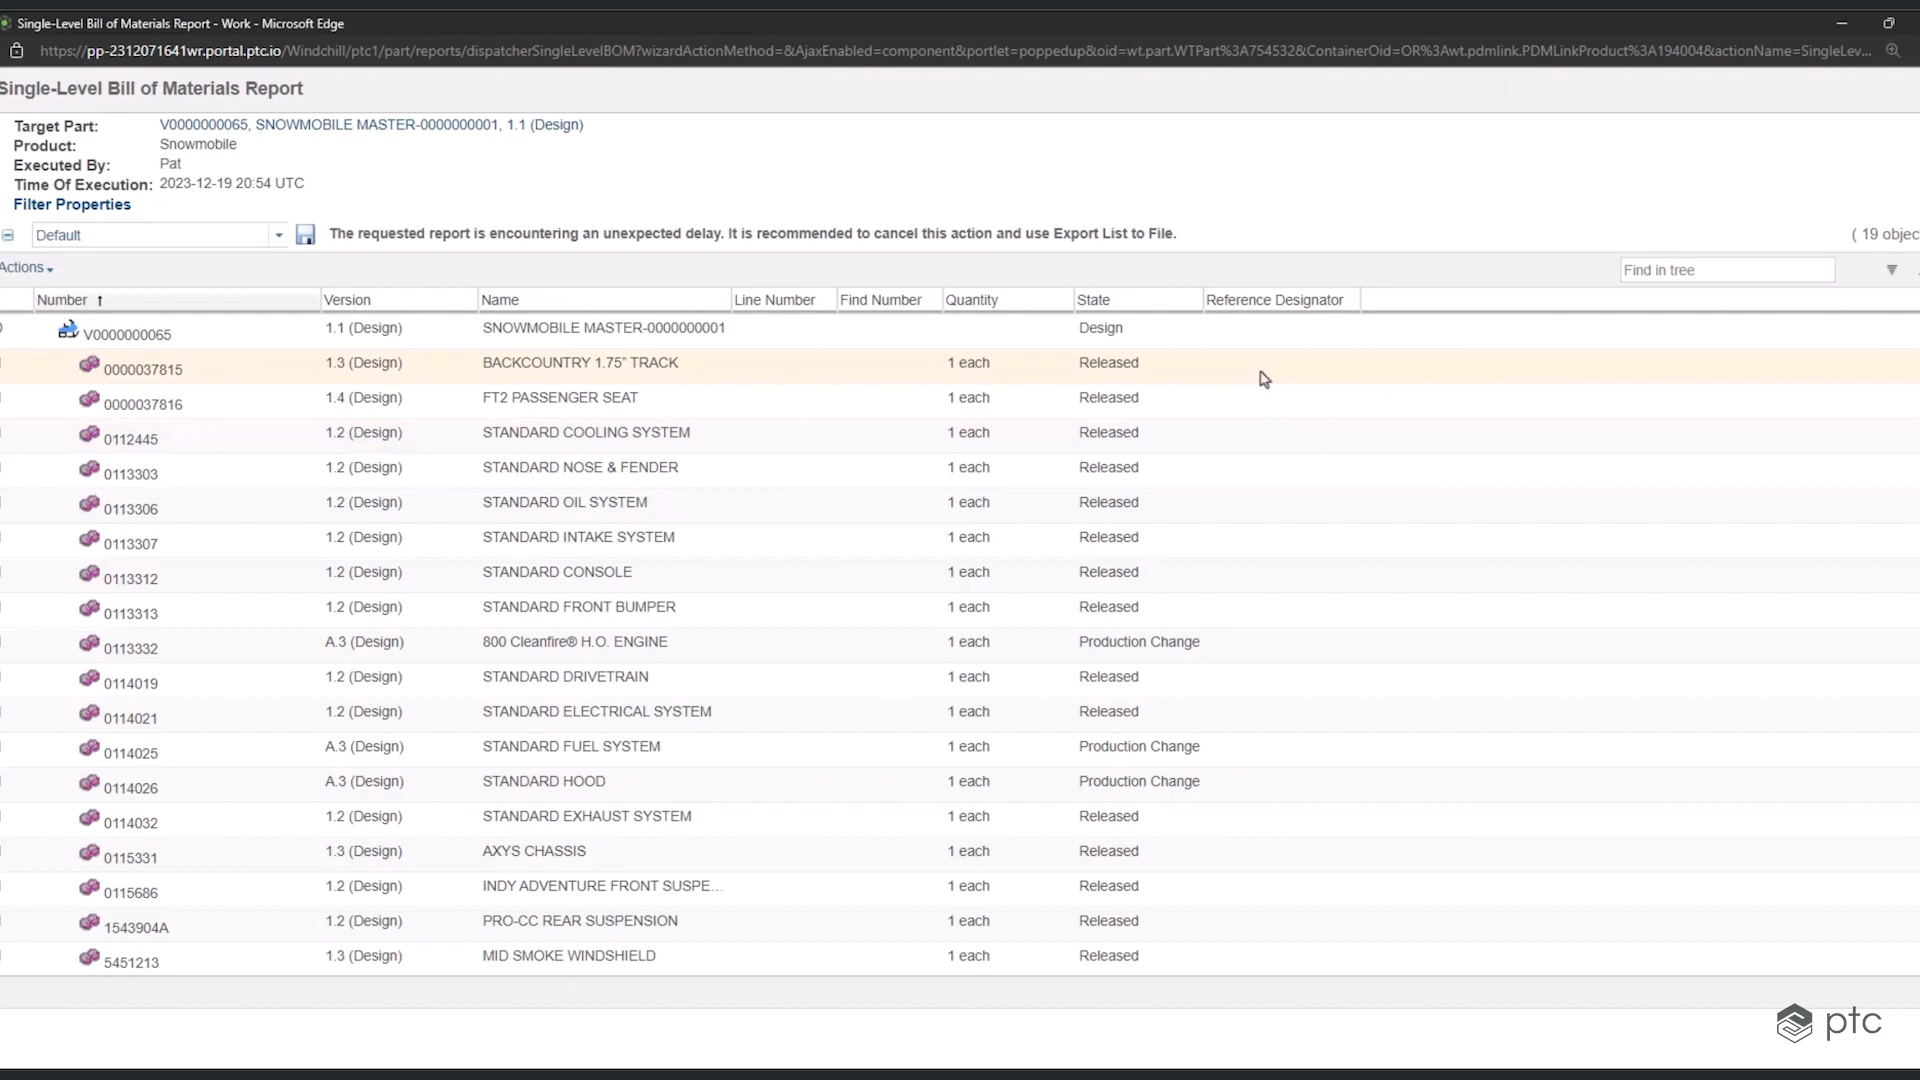 Single-Level Bill of Materials Report - Work - Microsoft Edge
https://pp-2312071641wr.portal.ptc.io/Windchill/ptc1/part/reports/dispatcherSingleLevelBOM?wizardActionMethod=&AjaxEnabled=component&portlet=poppedup&oid=wt.part.WTPart%3A754532&ContainerOid=OR%3Awt.pdmlink.PDMLinkProduct%3A194004&actionName=SingleLev...
Single-Level Bill of Materials Report
Target Part: V0000000065, SNOWMOBILE MASTER-0000000001, 1.1 (Design)
Product: Snowmobile
Executed By: Pat
Time Of Execution: 2023-12-19 20:54 UTC
Filter Properties
Default The requested report is encountering an unexpected delay. It is recommended to cancel this action and use Export List to File. ( 19 objec
Actions Find in tree
Number Version Name Line Number Find Number Quantity State Reference Designator
V0000000065 1.1 (Design) SNOWMOBILE MASTER-0000000001 Design
0000037815 1.3 (Design) BACKCOUNTRY 1.75" TRACK 1 each Released
0000037816 1.4 (Design) FT2 PASSENGER SEAT 1 each Released
0112445 1.2 (Design) STANDARD COOLING SYSTEM 1 each Released
0113303 1.2 (Design) STANDARD NOSE & FENDER 1 each Released
0113306 1.2 (Design) STANDARD OIL SYSTEM 1 each Released
0113307 1.2 (Design) STANDARD INTAKE SYSTEM 1 each Released
0113312 1.2 (Design) STANDARD CONSOLE 1 each Released
0113313 1.2 (Design) STANDARD FRONT BUMPER 1 each Released
0113332 A.3 (Design) 800 Cleanfire® H.O. ENGINE 1 each Production Change
0114019 1.2 (Design) STANDARD DRIVETRAIN 1 each Released
0114021 1.2 (Design) STANDARD ELECTRICAL SYSTEM 1 each Released
0114025 A.3 (Design) STANDARD FUEL SYSTEM 1 each Production Change
0114026 A.3 (Design) STANDARD HOOD 1 each Production Change
0114032 1.2 (Design) STANDARD EXHAUST SYSTEM 1 each Released
0115331 1.3 (Design) AXYS CHASSIS 1 each Released
0115686 1.2 (Design) INDY ADVENTURE FRONT SUSPE... 1 each Released
1543904A 1.2 (Design) PRO-CC REAR SUSPENSION 1 each Released
5451213 1.3 (Design) MID SMOKE WINDSHIELD 1 each Released
ptc